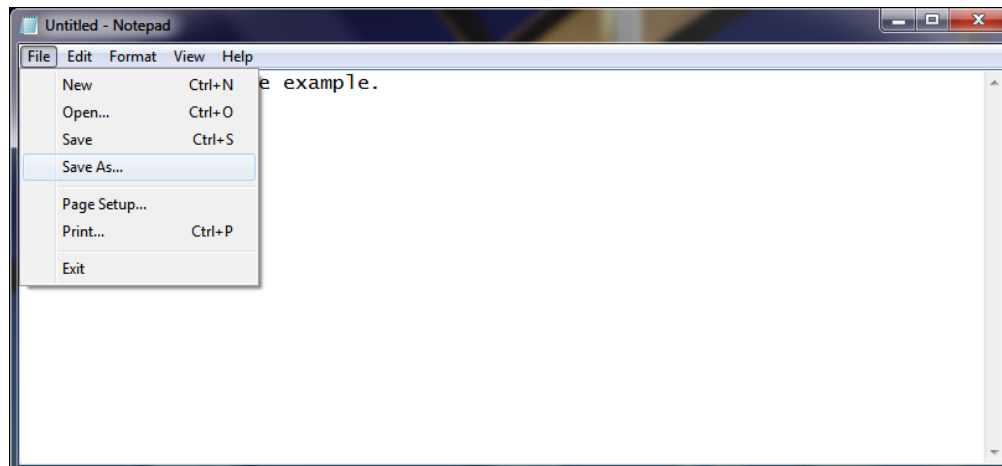 Untitled - Notepad
File Edit Format View Help
New Ctrl+N
e example.
Open... Ctrl+O
Save Ctrl+S
Save As...
Page Setup...
Print... Ctrl+P
Exit